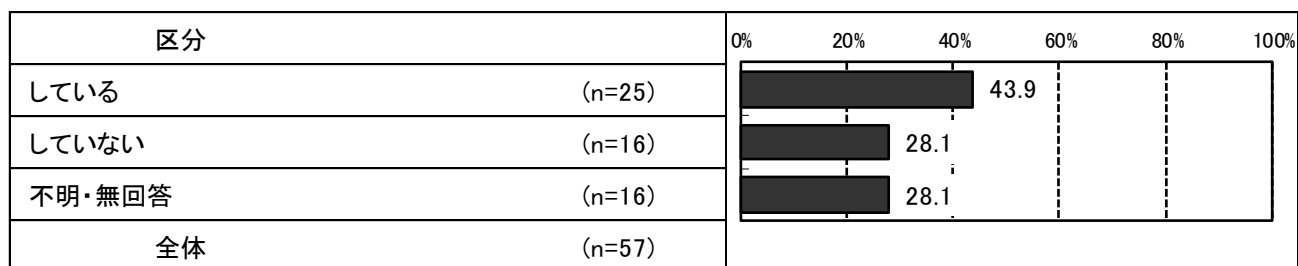 区分
0% 20% 40% 60% 80% 100%
している (n=25) 43.9
していない (n=16) 28.1
不明・無回答 (n=16) 28.1
全体 (n=57)